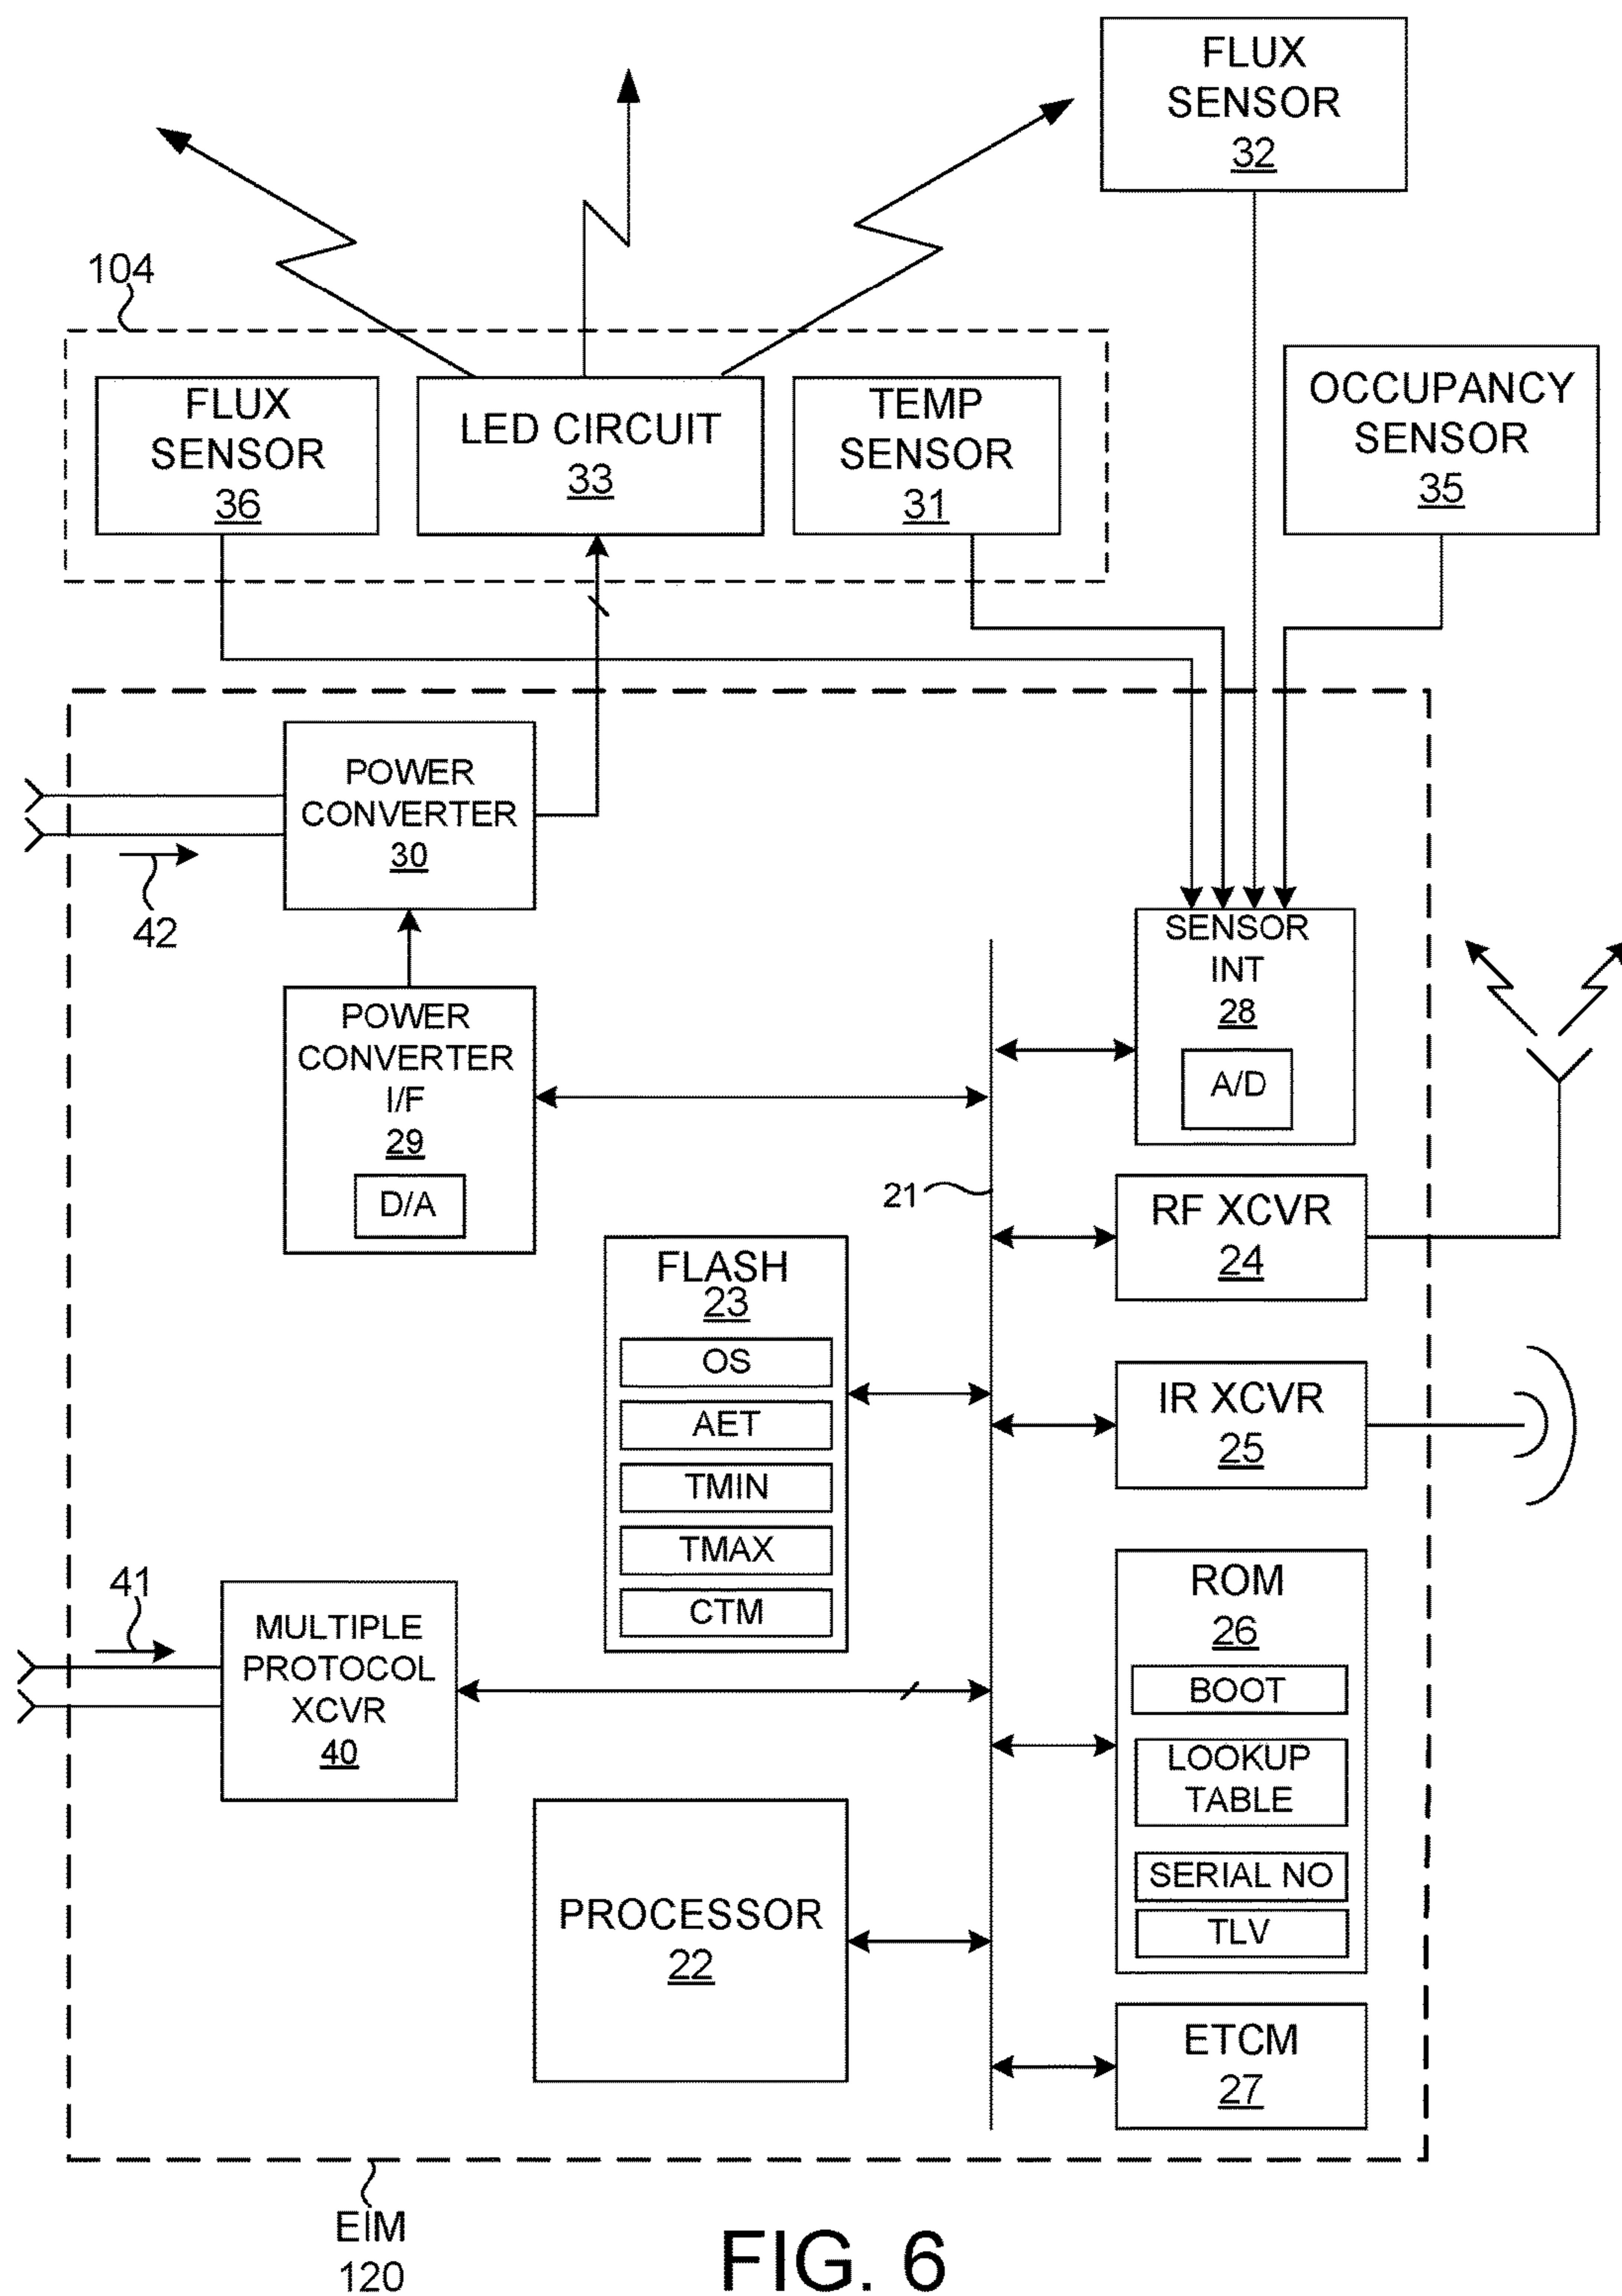 FLUX
SENSOR
32
104
FLUX
SENSOR
36
LED CIRCUIT
33
TEMP
SENSOR
31
OCCUPANCY
SENSOR
35
POWER
CONVERTER
30
42
SENSOR
INT
28
A/D
POWER
CONVERTER
I/F
29
D/A
21
RF XCVR
24
FLASH
23
OS
AET
TMIN
TMAX
CTM
IR XCVR
25
41
MULTIPLE
PROTOCOL
XCVR
40
ROM
26
BOOT
LOOKUP
TABLE
SERIAL NO
TLV
PROCESSOR
22
ETCM
27
EIM
120
FIG. 6